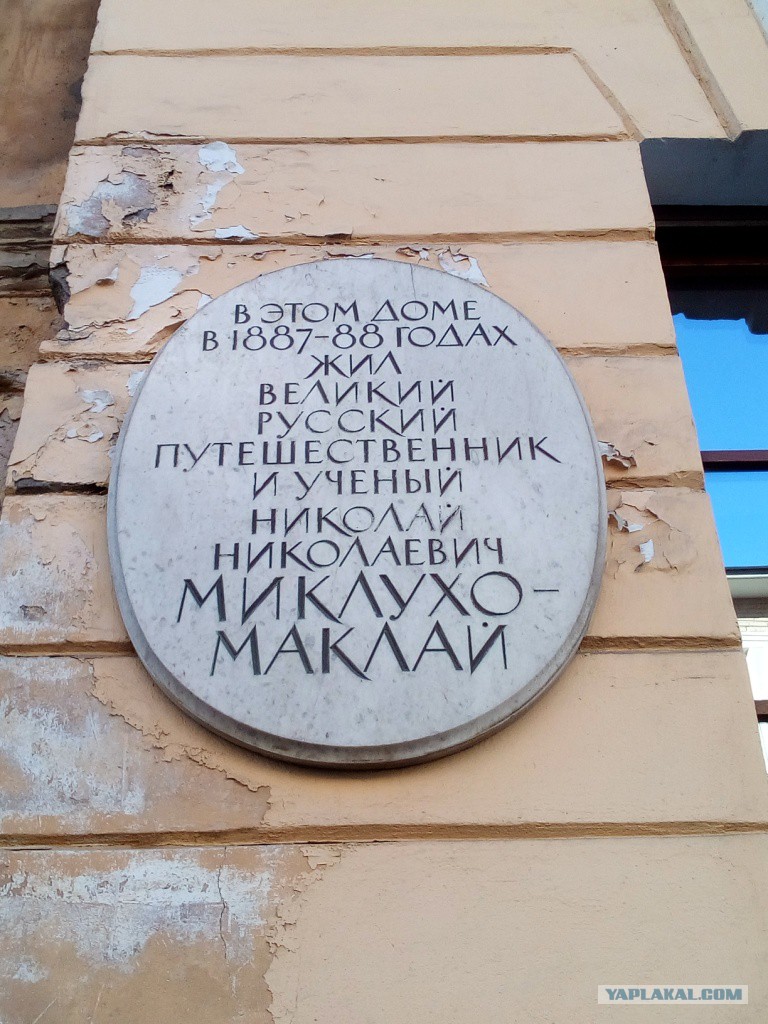 В ЭТОМ ДОМЕ
В 1887-88 ГОДАХ
ЖИЛ
ВЕЛИКИЙ
РУССКИЙ
ПУТЕШЕСТВЕННИК
И УЧЕНЫЙ
НИКОЛАЙ
НИКОЛАЕВИЧ
МИКЛУХО-
МАКЛАЙ
YAPLAKAL.COM